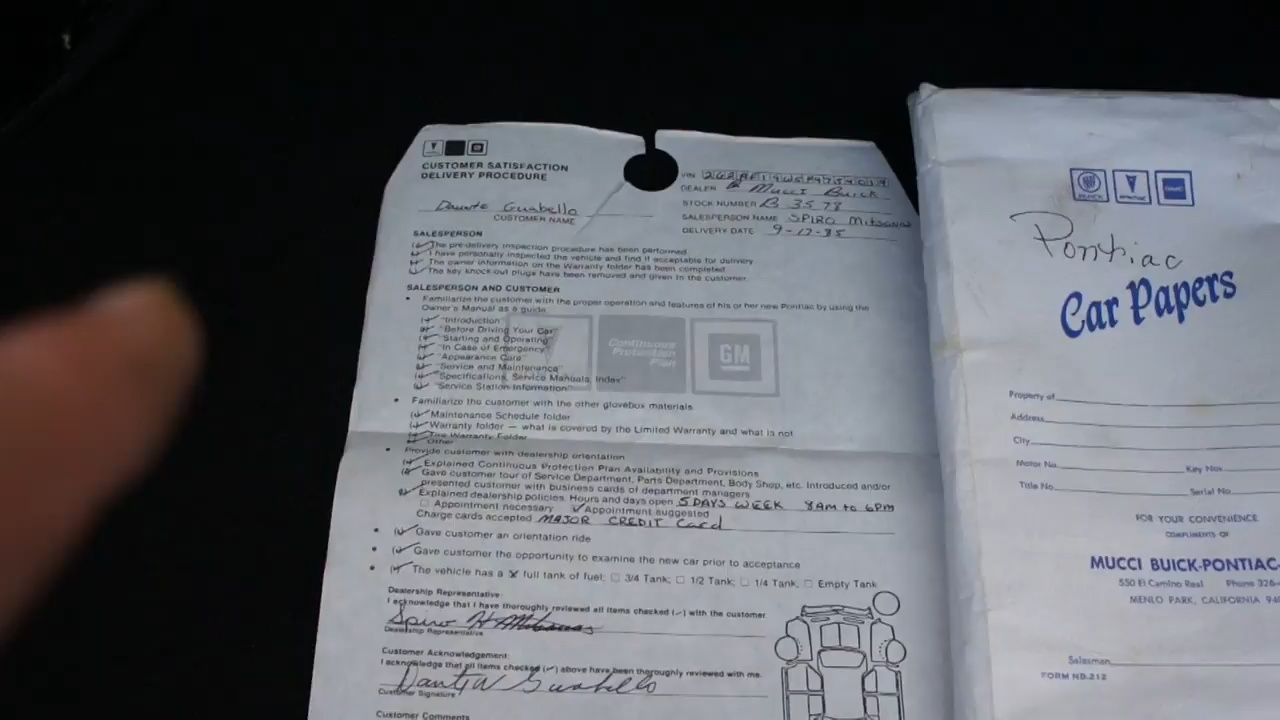 CUSTOMER SATISFACTION
DELIVERY PROCEDURE
Dante Guabello
CUSTOMER NAME
VIN
DEALER Mucci Buick
STOCK NUMBER B-3578
SALESPERSON NAME SPIRO
DELIVERY DATE 9-17-85
SALESPERSON
The pre-delivery inspection procedure has been performed
I have personally inspected the vehicle and find it acceptable for delivery
The owner information on the Warranty folder has been completed
The key knock out plugs have been removed and given to the customer.
SALESPERSON AND CUSTOMER
• Familiarize the customer with the proper operation and features of his or her new Pontiac by using the
Owner's Manual as a guide.
"Introduction"
"Before Driving Your Car"
"Starting and Operating"
"In Case of Emergency"
"Appearance Care"
"Service and Maintenance"
"Specifications, Service Manuals, Index"
"Service Station Information"
Continuous
Protection
Plan
GM
• Familiarize the customer with the other glovebox materials
Maintenance Schedule folder
Warranty folder — what is covered by the Limited Warranty and what is not
Tire Warranty Folder
Other
• Provide customer with dealership orientation
Explained Continuous Protection Plan Availability and Provisions
Gave customer tour of Service Department, Parts Department, Body Shop, etc. Introduced and/or
presented customer with business cards of department managers
Explained dealership policies. Hours and days open 5 DAYS WEEK 8AM to 6PM
Appointment necessary Appointment suggested
Charge cards accepted MAJOR CREDIT Card
• Gave customer an orientation ride
• Gave customer the opportunity to examine the new car prior to acceptance
• The vehicle has a full tank of fuel; 3/4 Tank; 1/2 Tank; 1/4 Tank; Empty Tank
Dealership Representative:
I acknowledge that I have thoroughly reviewed all items checked (✓) with the customer
Spiro H
Dealership Representative
Customer Acknowledgement:
I acknowledge that all items checked (✓) above have been thoroughly reviewed with me.
Guabello
Customer Signature
Customer Comments
BUICK PONTIAC GMC
Pontiac
Car Papers
Property of
Address
City
Motor No. Key Nos.
Title No. Serial No.
FOR YOUR CONVENIENCE
COMPLIMENTS OF
MUCCI BUICK-PONTIAC-
550 El Camino Real Phone 326-
MENLO PARK, CALIFORNIA 940
Salesman
FORM ND-212